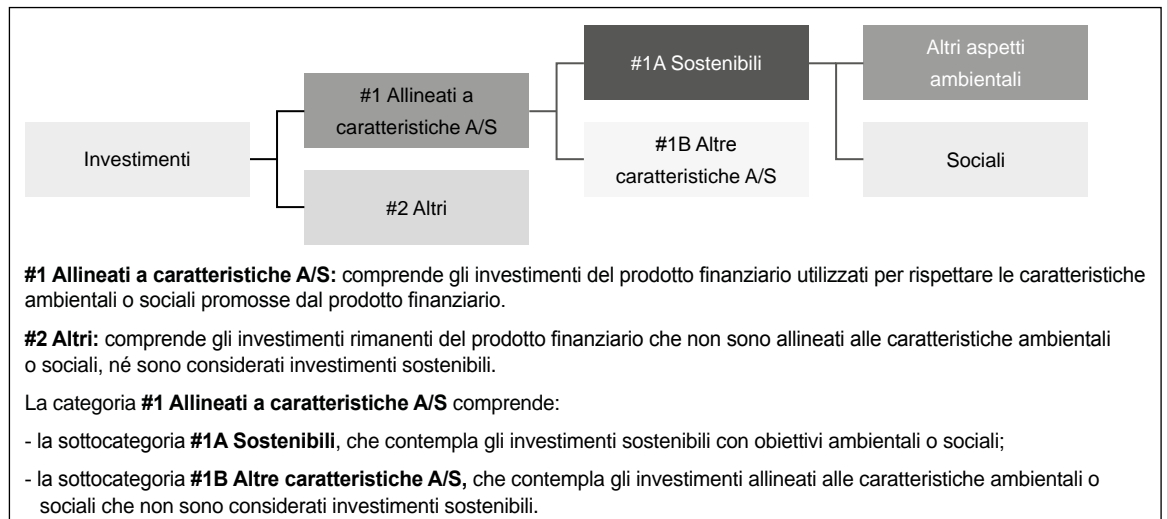 Investimenti
#1 Allineati a
caratteristiche A/S
#2 Altri
#1A Sostenibili
#1B Altre
caratteristiche A/S
Altri aspetti
ambientali
Sociali
#1 Allineati a caratteristiche A/S: comprende gli investimenti del prodotto finanziario utilizzati per rispettare le caratteristiche
ambientali o sociali promosse dal prodotto finanziario.
#2 Altri: comprende gli investimenti rimanenti del prodotto finanziario che non sono allineati alle caratteristiche ambientali
o sociali, né sono considerati investimenti sostenibili.
La categoria #1 Allineati a caratteristiche A/S comprende:
- la sottocategoria #1A Sostenibili, che contempla gli investimenti sostenibili con obiettivi ambientali o sociali;
- la sottocategoria #1B Altre caratteristiche A/S, che contempla gli investimenti allineati alle caratteristiche ambientali o
sociali che non sono considerati investimenti sostenibili.